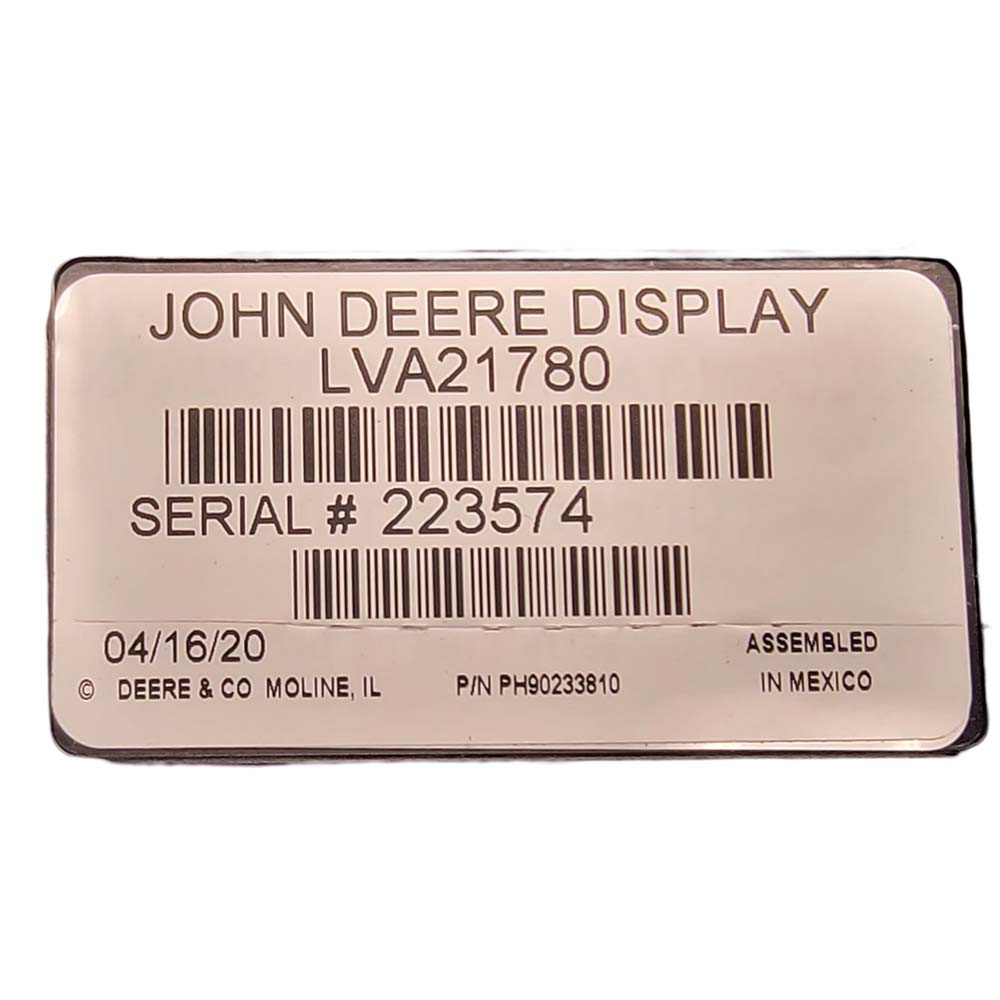 JOHN DEERE DISPLAY
LVA21780
SERIAL # 223574
04/16/20
ASSEMBLED
© DEERE & CO MOLINE, IL P/N PH90233810 IN MEXICO